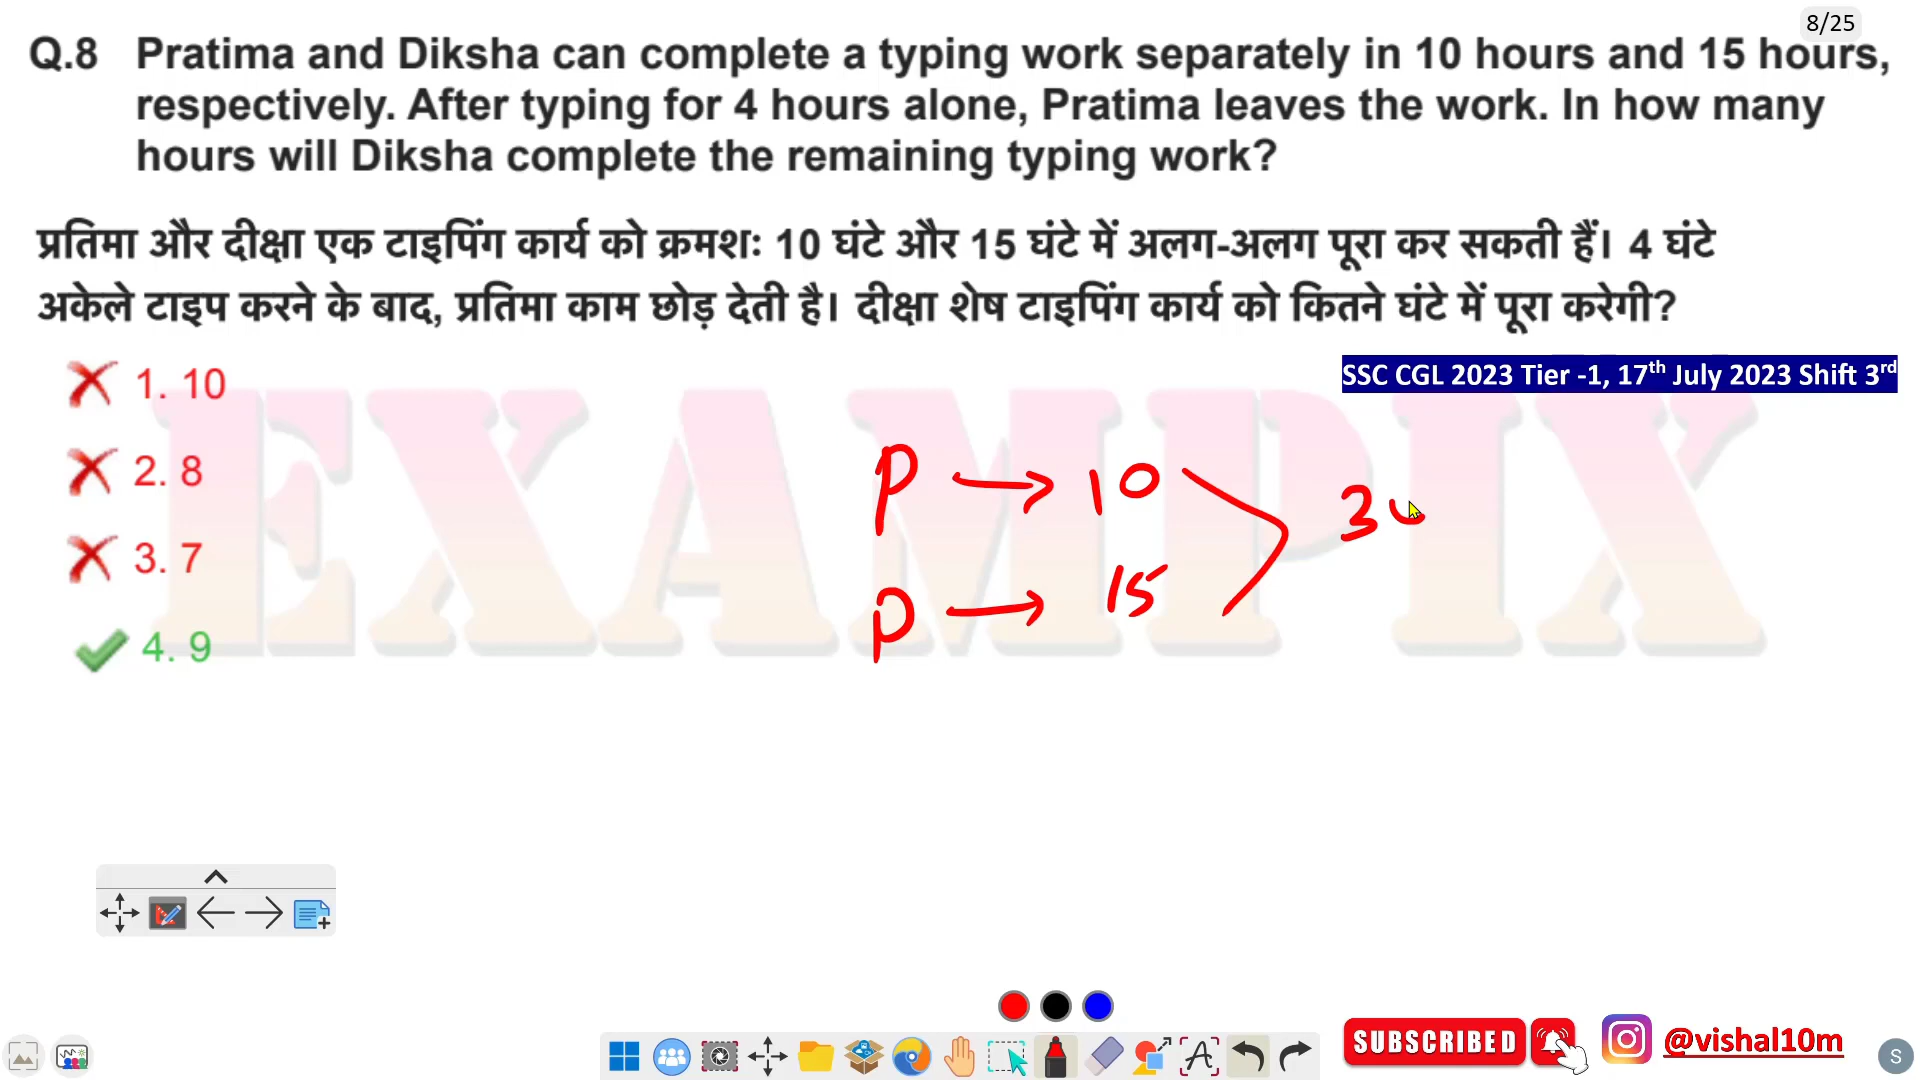 8/25
Q.8 Pratima and Diksha can complete a typing work separately in 10 hours and 15 hours,
respectively. After typing for 4 hours alone, Pratima leaves the work. In how many
hours will Diksha complete the remaining typing work?
प्रतिमा और दीक्षा एक टाइपिंग कार्य को क्रमशः 10 घंटे और 15 घंटे में अलग-अलग पूरा कर सकती हैं। 4 घंटे
अकेले टाइप करने के बाद, प्रतिमा काम छोड़ देती है। दीक्षा शेष टाइपिंग कार्य को कितने घंटे में पूरा करेगी?
SSC CGL 2023 Tier -1, 17th July 2023 Shift 3rd
1. 10
2. 8
3. 7
4. 9
EXAMPIX
P → 10
D → 15
SUBSCRIBED
@vishal10m
S